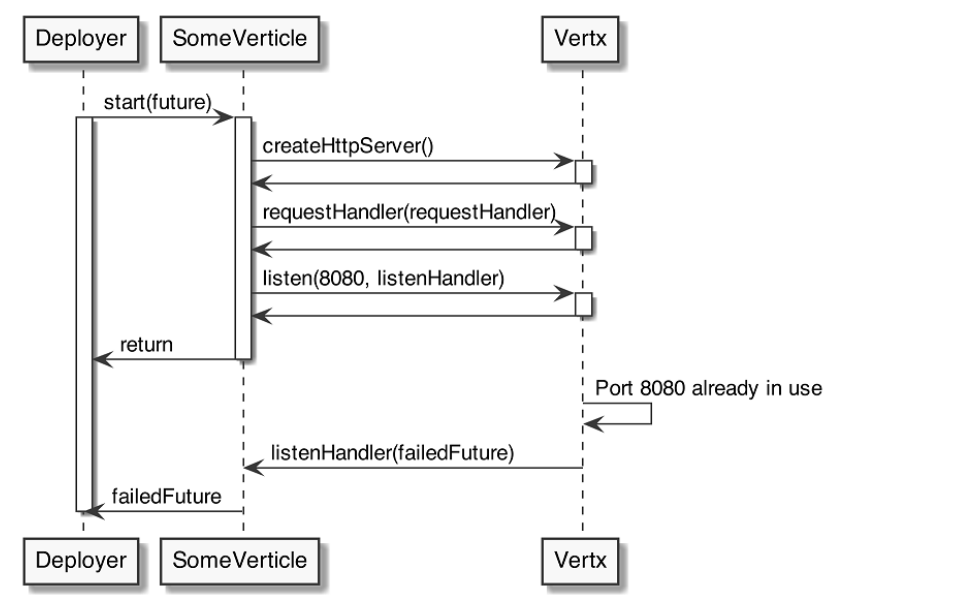 Deployer SomeVerticle Vertx
start(future)
createHttpServer()
requestHandler(requestHandler)
listen(8080, listenHandler)
return
Port 8080 already in use
listenHandler(failedFuture)
failedFuture
Deployer SomeVerticle Vertx